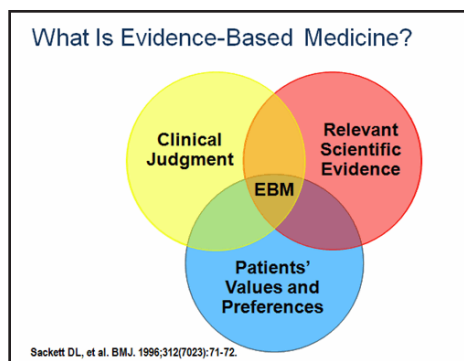 What Is Evidence-Based Medicine?
Clinical
Judgment
Relevant
Scientific
Evidence
EBM
Patients'
Values and
Preferences
Sackett DL, et al. BMJ. 1996;312(7023):71-72.